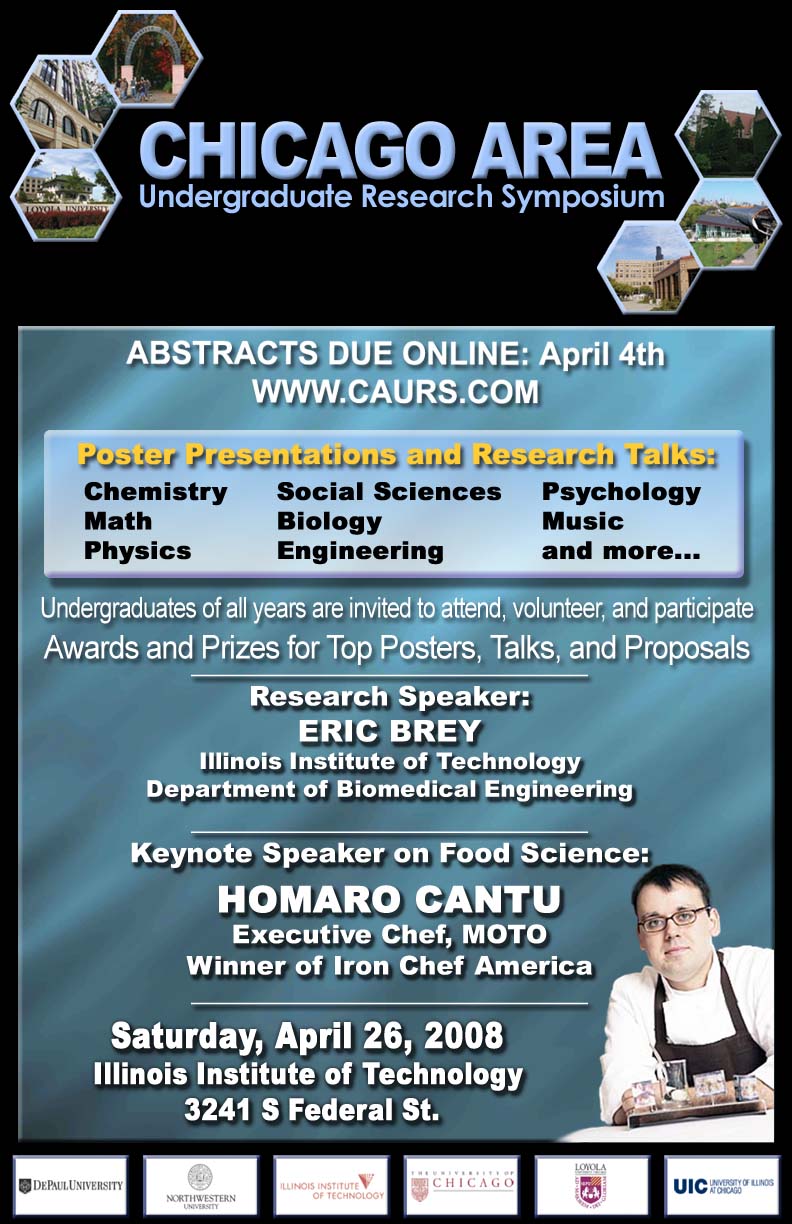 CHICAGO AREA
Undergraduate Research Symposium
LOYOLA UNIVERSITY
ABSTRACTS DUE ONLINE: April 4th
WWW.CAURS.COM
Poster Presentations and Research Talks:
Chemistry Social Sciences Psychology
Math Biology Music
Physics Engineering and more...
Undergraduates of all years are invited to attend, volunteer, and participate
Awards and Prizes for Top Posters, Talks, and Proposals
Research Speaker:
ERIC BREY
Illinois Institute of Technology
Department of Biomedical Engineering
Keynote Speaker on Food Science:
HOMARO CANTU
Executive Chef, MOTO
Winner of Iron Chef America
Saturday, April 26, 2008
Illinois Institute of Technology
3241 S Federal St.
DEPAUL UNIVERSITY
NORTHWESTERN
UNIVERSITY
ILLINOIS INSTITUTE
OF TECHNOLOGY
THE UNIVERSITY OF
CHICAGO
LOYOLA
UIC UNIVERSITY OF ILLINOIS
AT CHICAGO